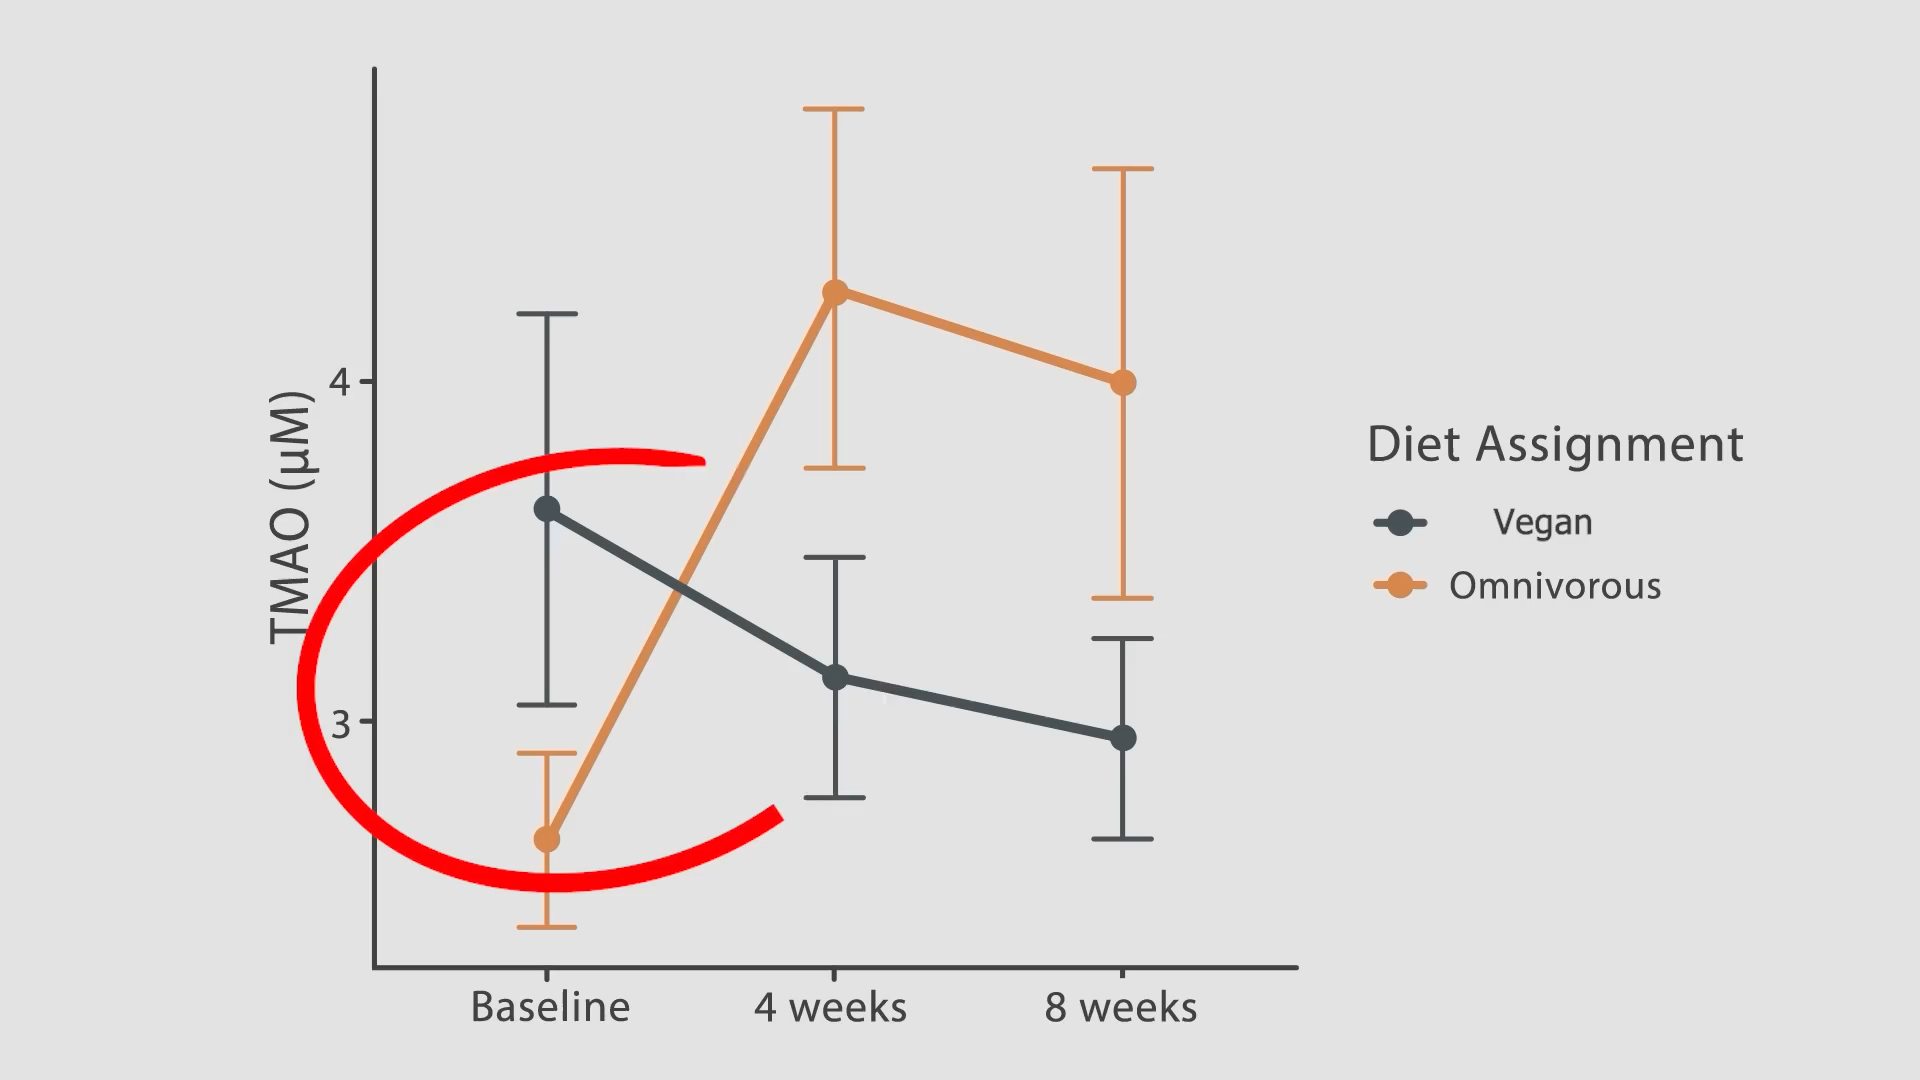 TMAO (µM)
4
3
Baseline
4 weeks
8 weeks
Diet Assignment
Vegan
Omnivorous